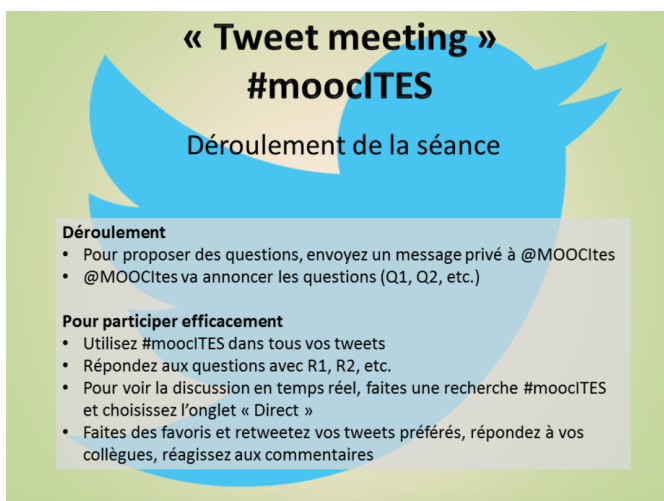 « Tweet meeting »
#moocITES
Déroulement de la séance
Déroulement
• Pour proposer des questions, envoyez un message privé à @MOOCItes
• @MOOCItes va annoncer les questions (Q1, Q2, etc.)
Pour participer efficacement
• Utilisez #moocITES dans tous vos tweets
• Répondez aux questions avec R1, R2, etc.
• Pour voir la discussion en temps réel, faites une recherche #moocITES
et choisissez l’onglet « Direct »
• Faites des favoris et retweetez vos tweets préférés, répondez à vos
collègues, réagissez aux commentaires